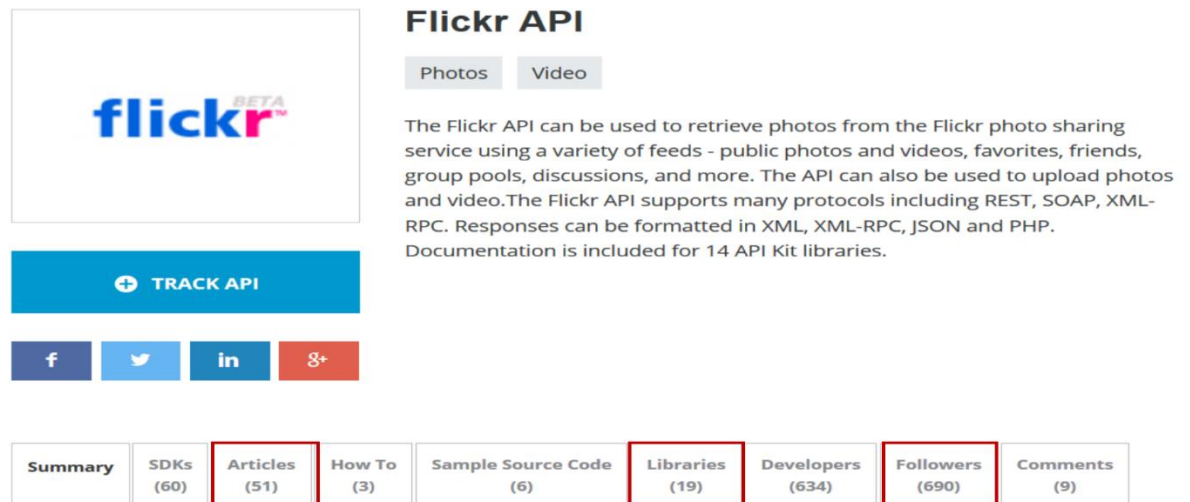 Flickr API
Photos Video
flickr BETA ™
The Flickr API can be used to retrieve photos from the Flickr photo sharing
service using a variety of feeds - public photos and videos, favorites, friends,
group pools, discussions, and more. The API can also be used to upload photos
and video.The Flickr API supports many protocols including REST, SOAP, XML-
RPC. Responses can be formatted in XML, XML-RPC, JSON and PHP.
Documentation is included for 14 API Kit libraries.
TRACK API
f in g+
Summary SDKs Articles How To Sample Source Code Libraries Developers Followers Comments
(60) (51) (3) (6) (19) (634) (690) (9)